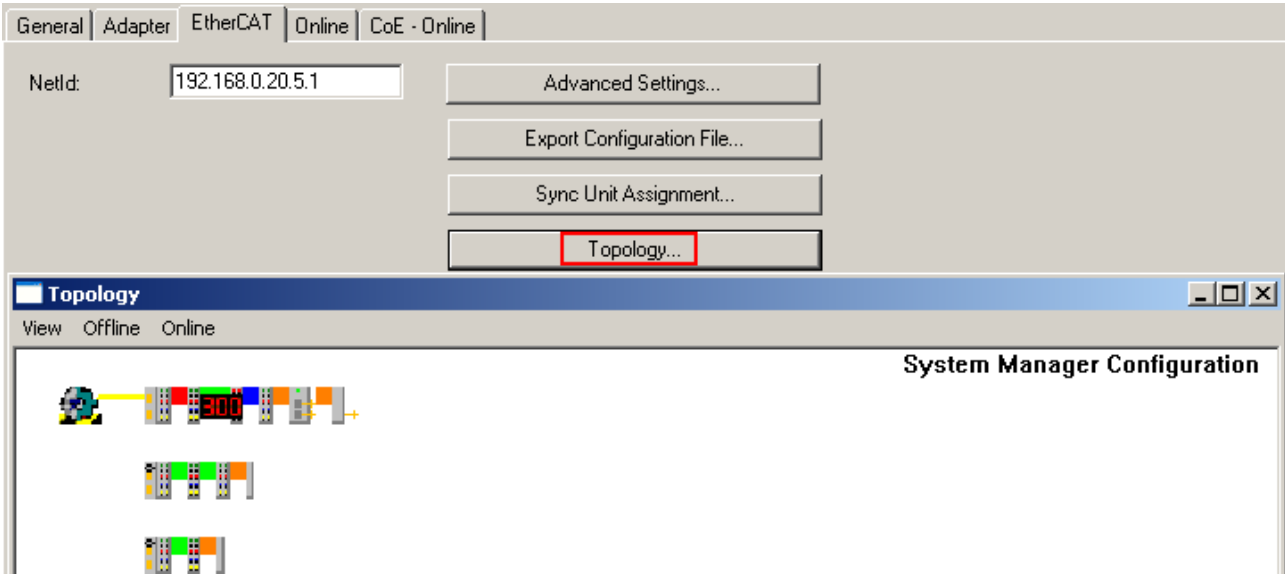 General Adapter EtherCAT Online CoE - Online
NetId: 192.168.0.20.5.1 Advanced Settings...
Export Configuration File...
Sync Unit Assignment...
Topology...
Topology
View Offline Online
System Manager Configuration
300